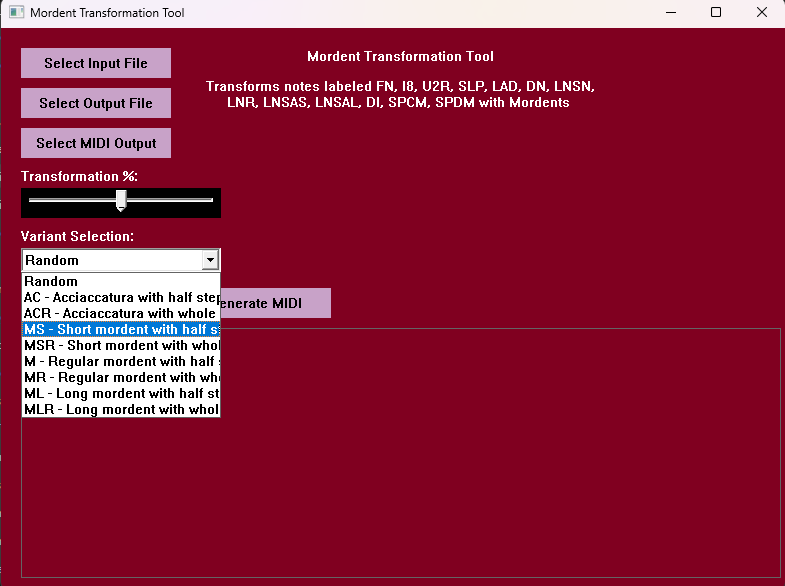 Mordent Transformation Tool
Select Input File
Mordent Transformation Tool
Select Output File
Transforms notes labeled FN, I8, U2R, SLP, LAD, DN, LNSN,
LNR, LNSAS, LNSAL, DI, SPCM, SPDM with Mordents
Select MIDI Output
Transformation %:
Variant Selection:
Random
Random
AC - Acciaccatura with half step
ACR - Acciaccatura with whole
MS - Short mordent with half s
MSR - Short mordent with whol
M - Regular mordent with half
MR - Regular mordent with who
ML - Long mordent with half st
MLR - Long mordent with whol
enerate MIDI